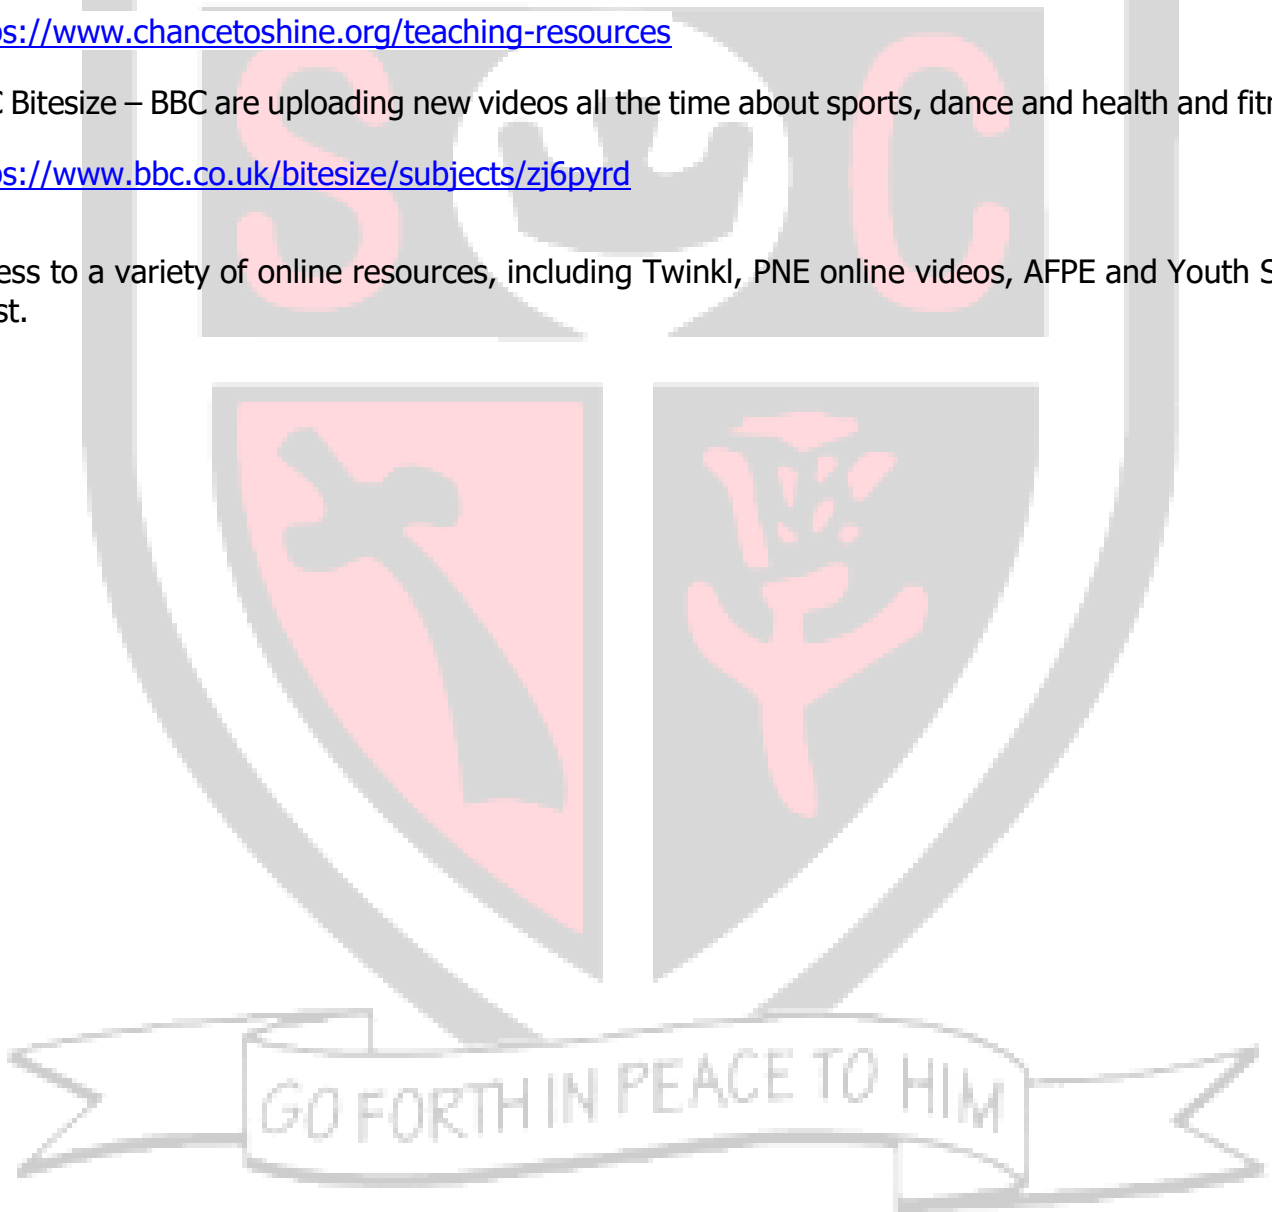 ps://www.chancetoshine.org/teaching-resources
S C
C Bitesize – BBC are uploading new videos all the time about sports, dance and health and fitn
ps://www.bbc.co.uk/bitesize/subjects/zj6pyrd
ess to a variety of online resources, including Twinkl, PNE online videos, AFPE and Youth S
st.
GO FORTH IN PEACE TO HIM